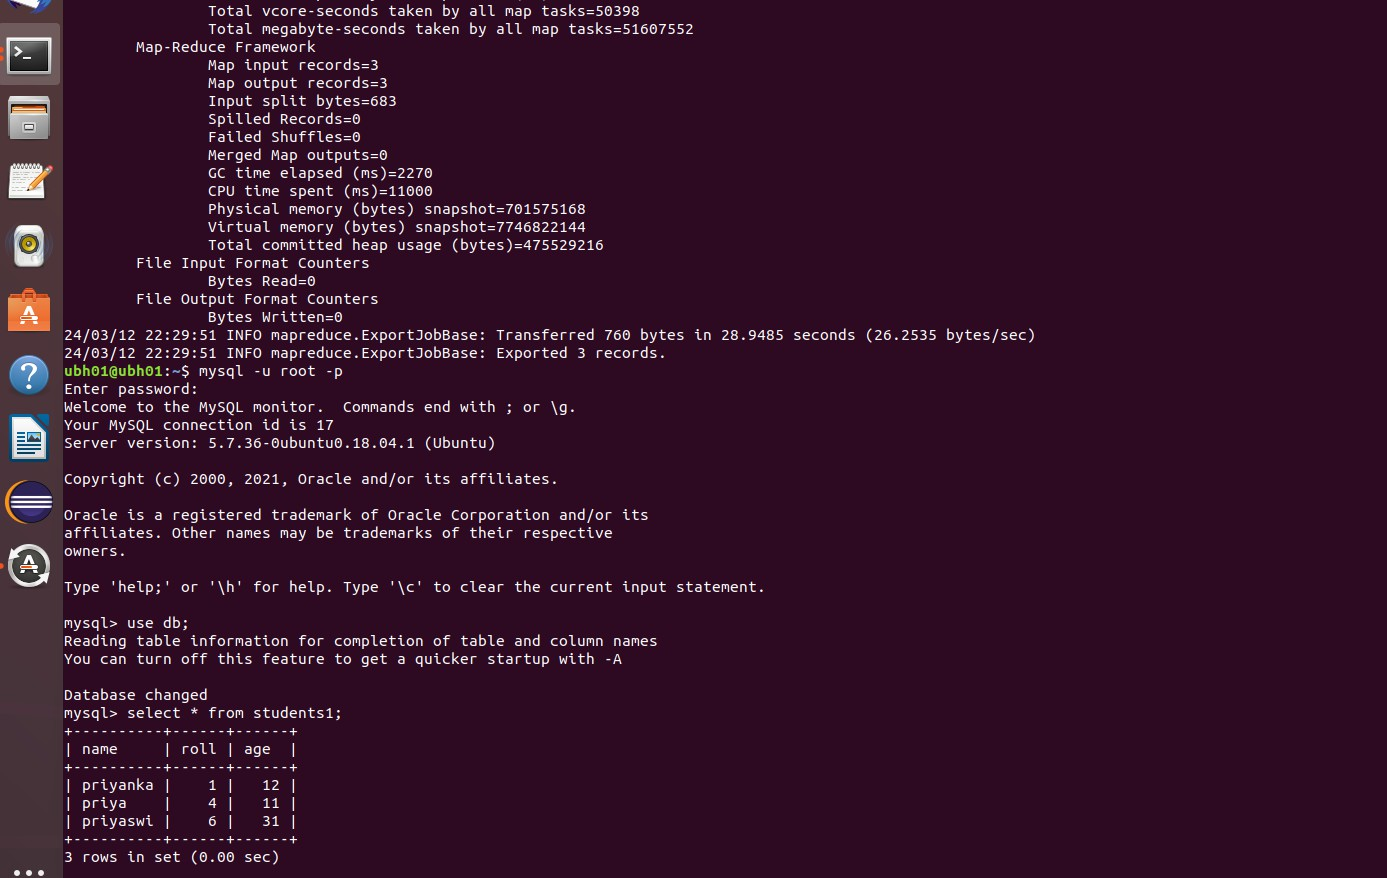 Total vcore-seconds taken by all map tasks=50398
Total megabyte-seconds taken by all map tasks=51607552
Map-Reduce Framework
Map input records=3
Map output records=3
Input split bytes=683
Spilled Records=0
Failed Shuffles=0
Merged Map outputs=0
GC time elapsed (ms)=2270
CPU time spent (ms)=11000
Physical memory (bytes) snapshot=701575168
Virtual memory (bytes) snapshot=7746822144
Total committed heap usage (bytes)=475529216
File Input Format Counters
Bytes Read=0
File Output Format Counters
Bytes Written=0
24/03/12 22:29:51 INFO mapreduce.ExportJobBase: Transferred 760 bytes in 28.9485 seconds (26.2535 bytes/sec)
24/03/12 22:29:51 INFO mapreduce.ExportJobBase: Exported 3 records.
ubh01@ubh01:~$ mysql -u root -p
Enter password:
Welcome to the MySQL monitor.  Commands end with ; or \g.
Your MySQL connection id is 17
Server version: 5.7.36-0ubuntu0.18.04.1 (Ubuntu)
Copyright (c) 2000, 2021, Oracle and/or its affiliates.
Oracle is a registered trademark of Oracle Corporation and/or its
affiliates. Other names may be trademarks of their respective
owners.
Type 'help;' or '\h' for help. Type '\c' to clear the current input statement.
mysql> use db;
Reading table information for completion of table and column names
You can turn off this feature to get a quicker startup with -A
Database changed
mysql> select * from students1;
+----------+------+------+
| name     | roll | age  |
+----------+------+------+
| priyanka |    1 |   12 |
| priya    |    4 |   11 |
| priyaswi |    6 |   31 |
+----------+------+------+
3 rows in set (0.00 sec)